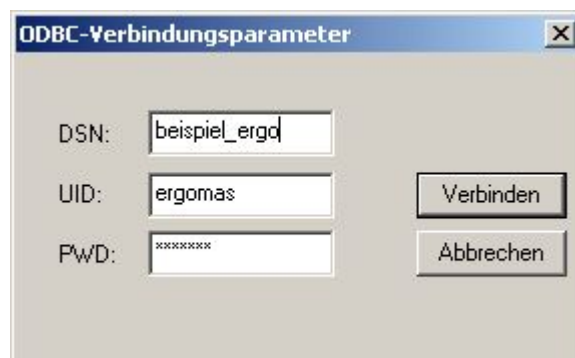 ODBC-Verbindungsparameter
DSN: beispiel_ergo
UID: ergomas Verbinden
PWD: ******* Abbrechen